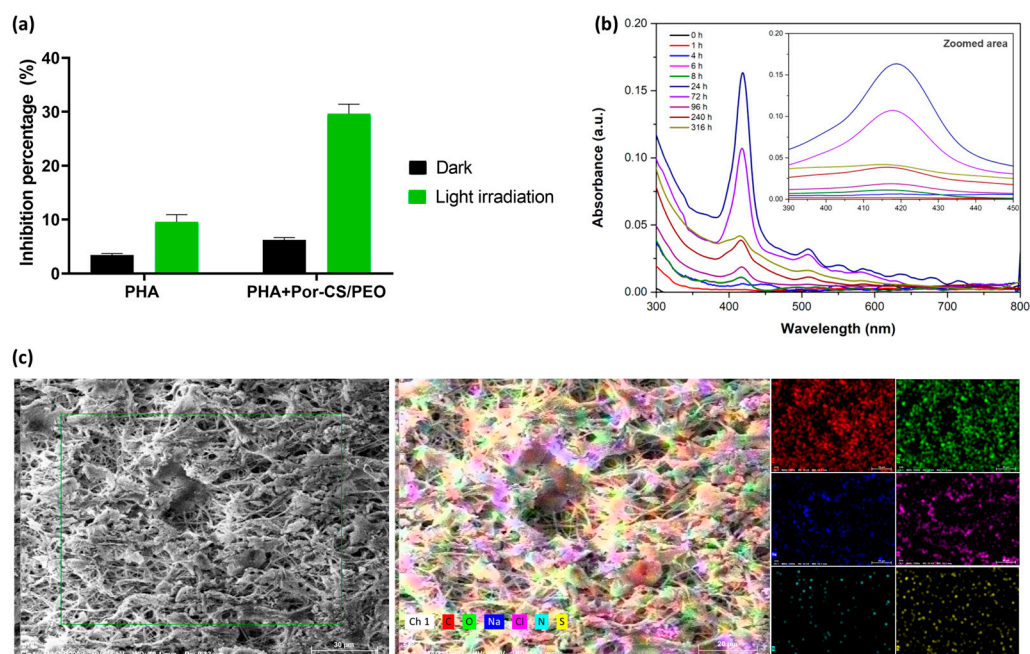 (a)
Inhibition percentage (%)
40
30
20
10
0
PHA
PHA+Por-CS/PEO
Dark
Light irradiation
(b)
Absorbance (a.u.)
0.20
0.15
0.10
0.05
0.00
300
400
500
600
700
800
Wavelength (nm)
0 h
1 h
4 h
6 h
8 h
24 h
72 h
96 h
240 h
316 h
Zoomed area
0.20
0.15
0.10
0.05
0.00
390
400
410
420
430
440
450
(c)
30 µm
Ch 1 C O Na Cl N S
20 µm